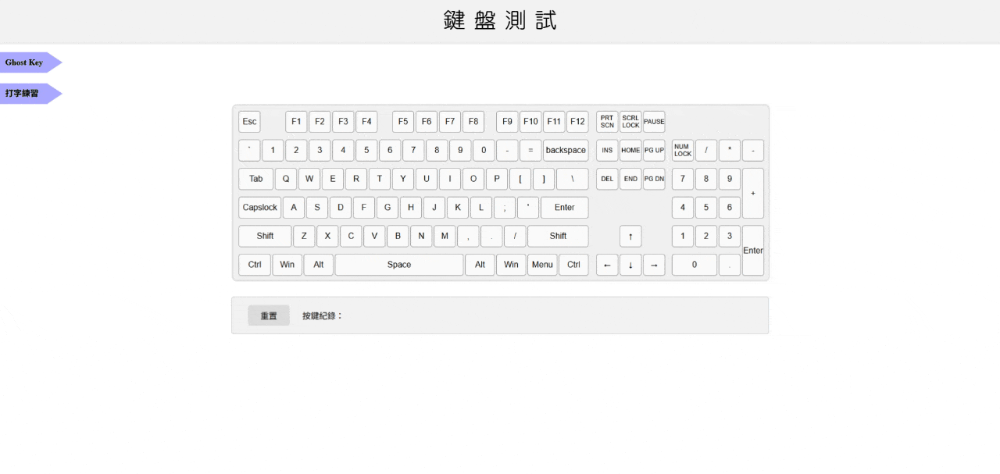 鍵盤測試
Ghost Key
打字練習
Esc F1 F2 F3 F4 F5 F6 F7 F8 F9 F10 F11 F12 PRT SCN SCRL LOCK PAUSE
` 1 2 3 4 5 6 7 8 9 0 - = backspace INS HOME PG UP NUM LOCK / * -
Tab Q W E R T Y U I O P [ ] \ DEL END PG DN 7 8 9 +
Capslock A S D F G H J K L ; ' Enter 4 5 6
Shift Z X C V B N M , . / Shift ↑ 1 2 3 Enter
Ctrl Win Alt Space Alt Win Menu Ctrl ← ↓ → 0 .
重置 按鍵紀錄：